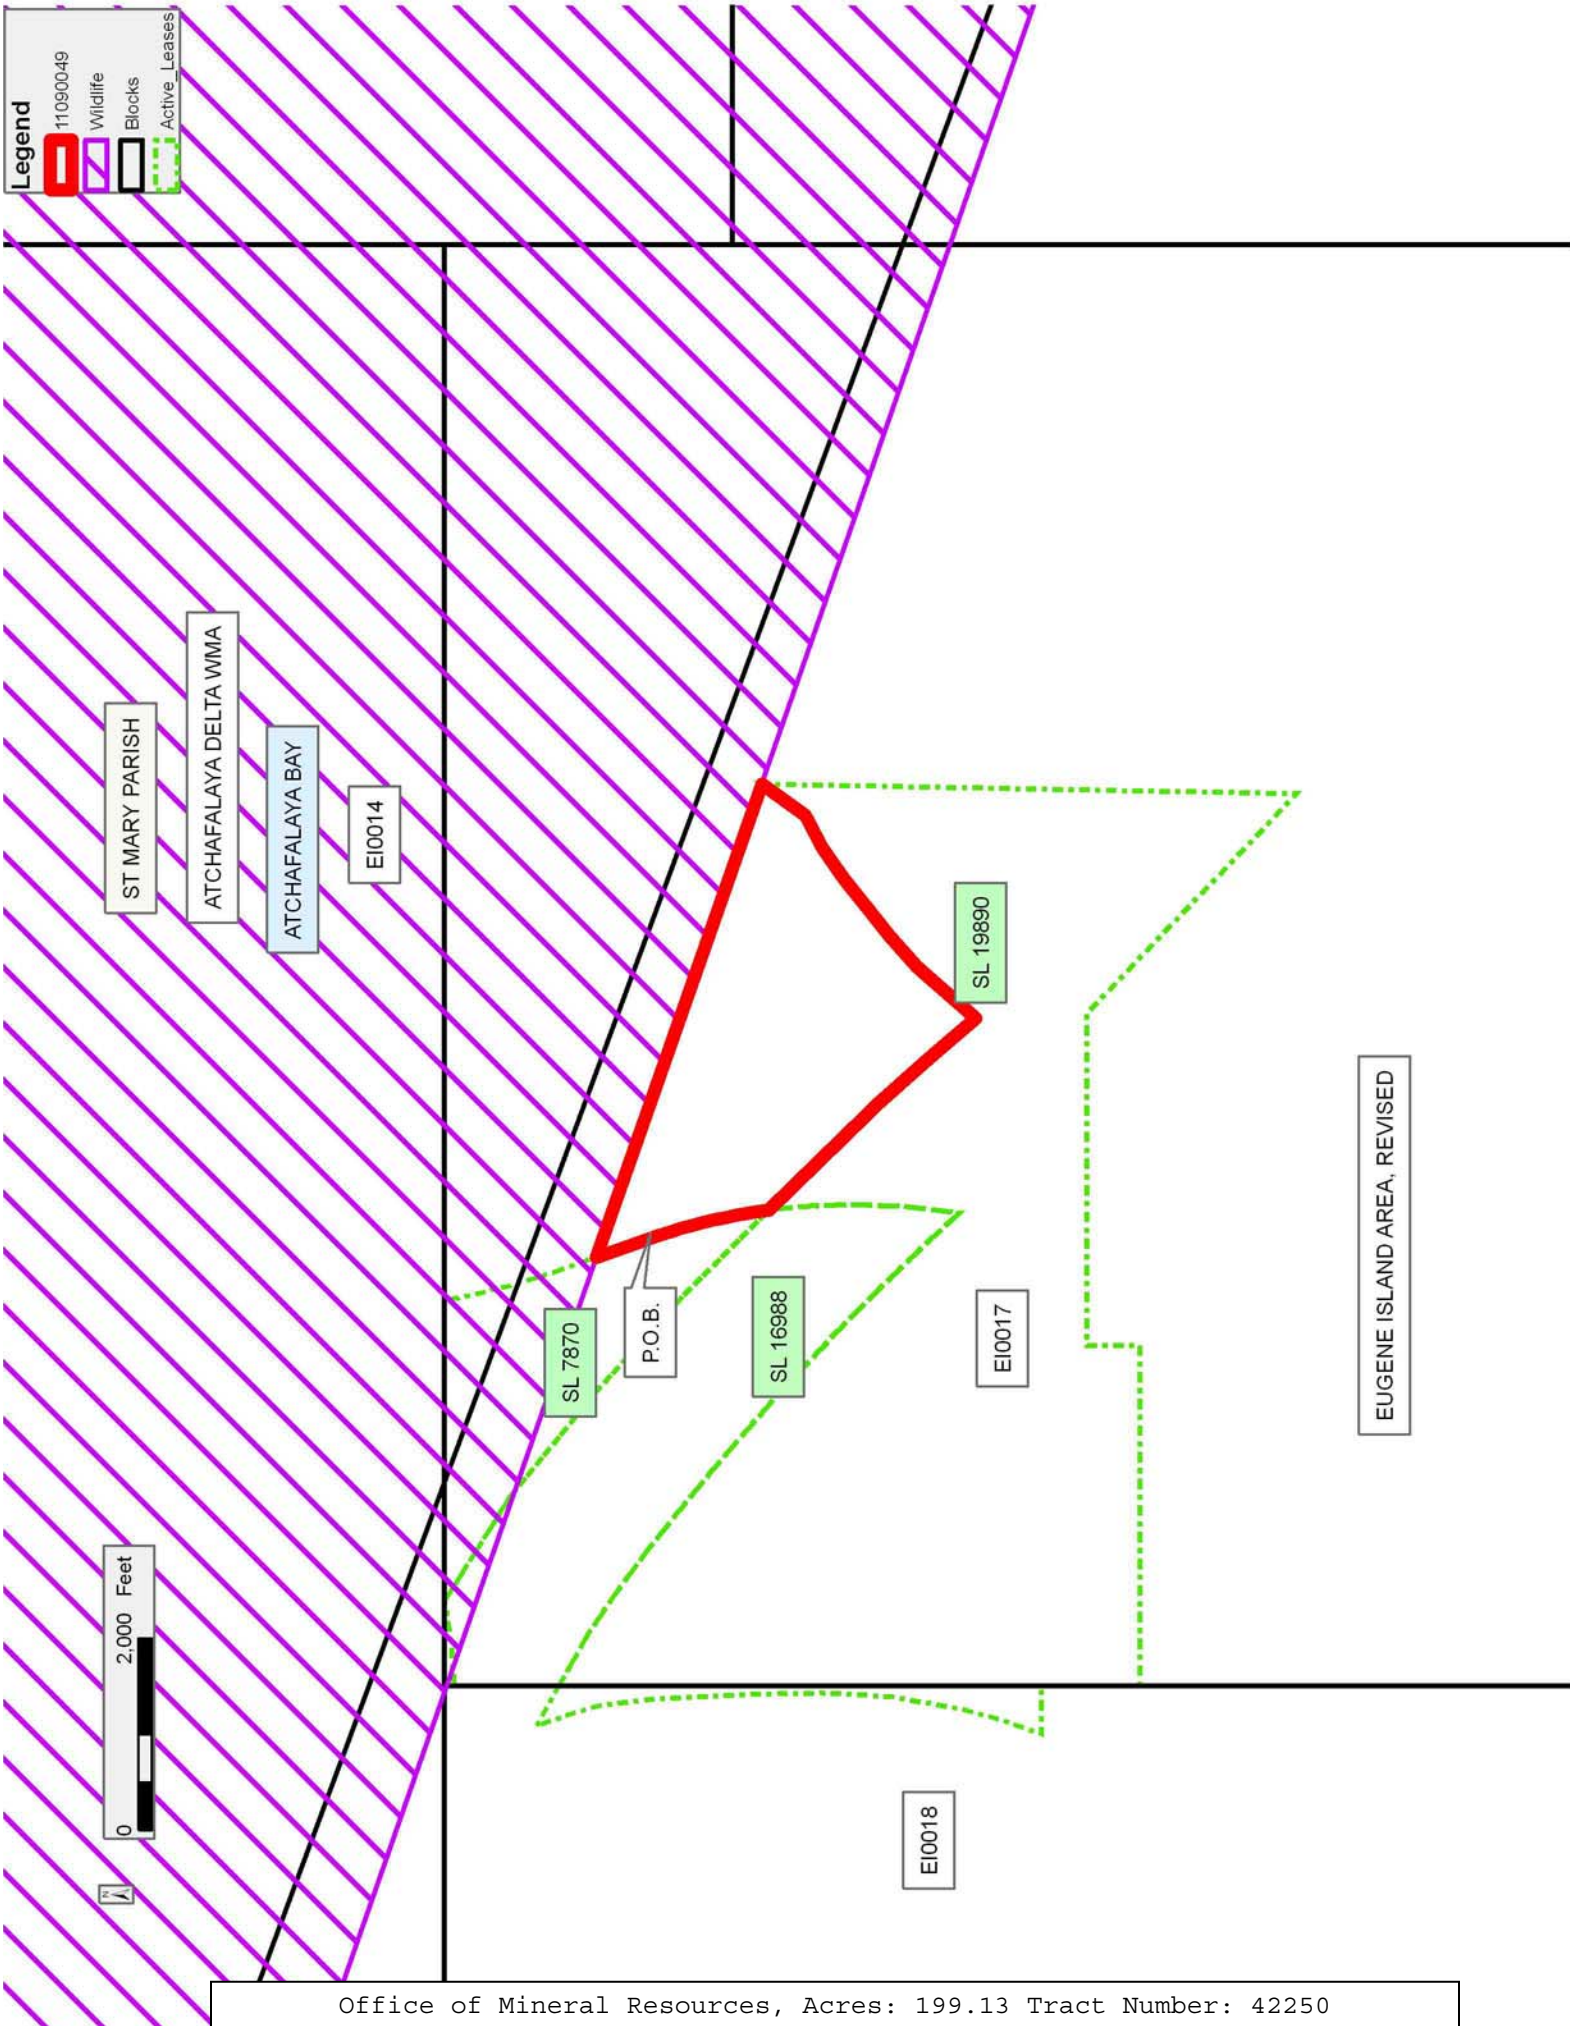 Legend
11090049
Wildlife
Blocks
Active_Leases
ST MARY PARISH
ATCHAFALAYA DELTA WMA
ATCHAFALAYA BAY
EI0014
0 2,000 Feet
N
SL 7870
P.O.B.
SL 16988
SL 19890
EI0017
EI0018
EUGENE ISLAND AREA, REVISED
Office of Mineral Resources, Acres: 199.13 Tract Number: 42250